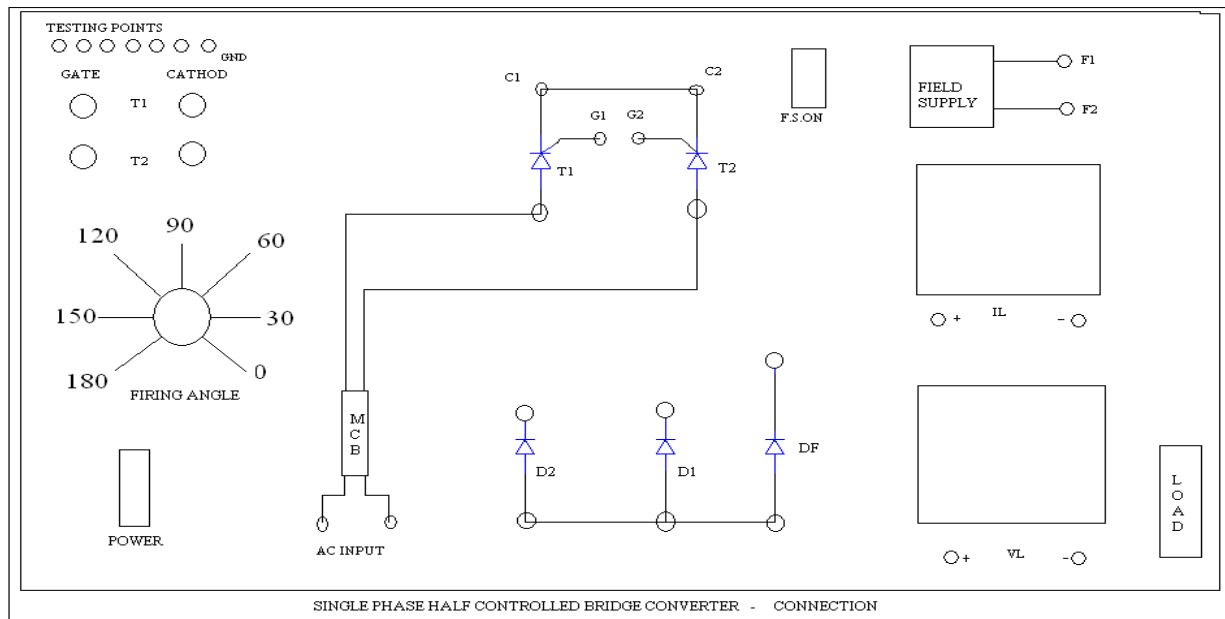 TESTING POINTS
GND
GATE CATHOD
T1
T2
C1 C2
G1 G2
T1 T2
F.S.ON
FIELD
SUPPLY
F1
F2
120 90 60
150 30
180 0
FIRING ANGLE
+ IL -
MCB
D2 D1 DF
POWER
AC INPUT
+ VL -
LOAD
SINGLE PHASE HALF CONTROLLED BRIDGE CONVERTER - CONNECTION